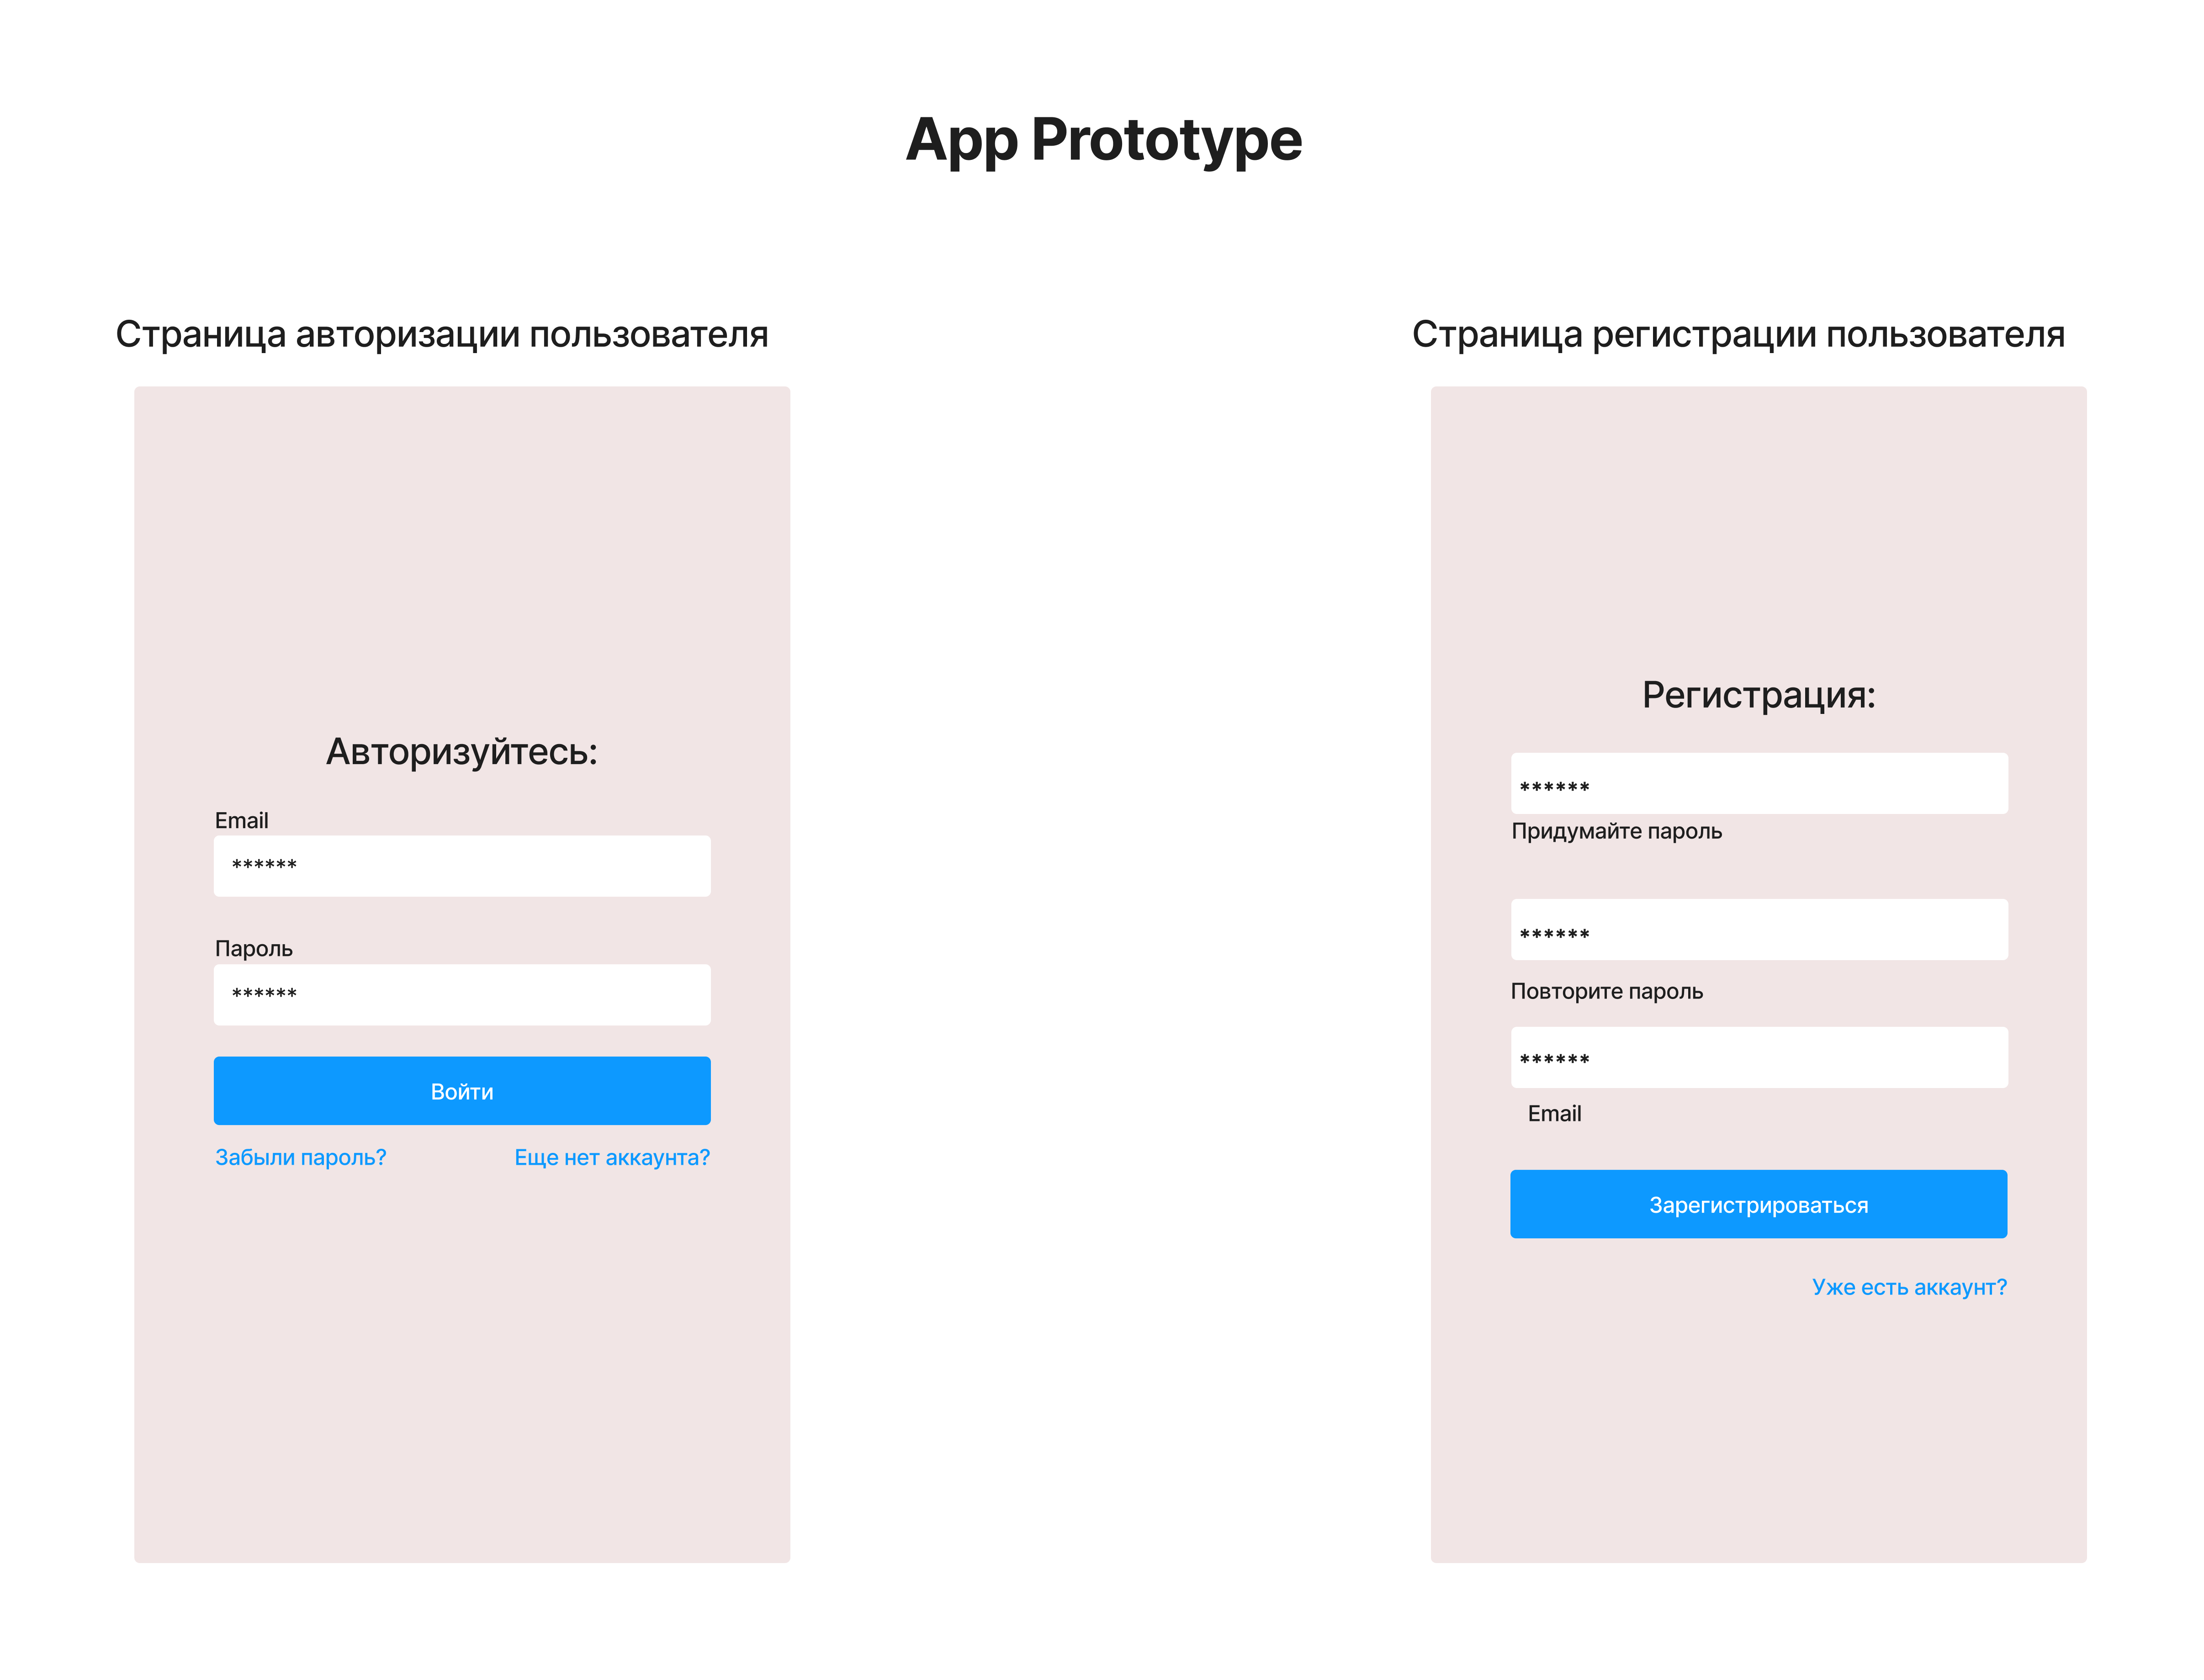 App Prototype
Страница авторизации пользователя
Авторизуйтесь:
Email
******
Пароль
******
Войти
Забыли пароль?
Еще нет аккаунта?
Страница регистрации пользователя
Регистрация:
******
Придумайте пароль
******
Повторите пароль
******
Email
Зарегистрироваться
Уже есть аккаунт?